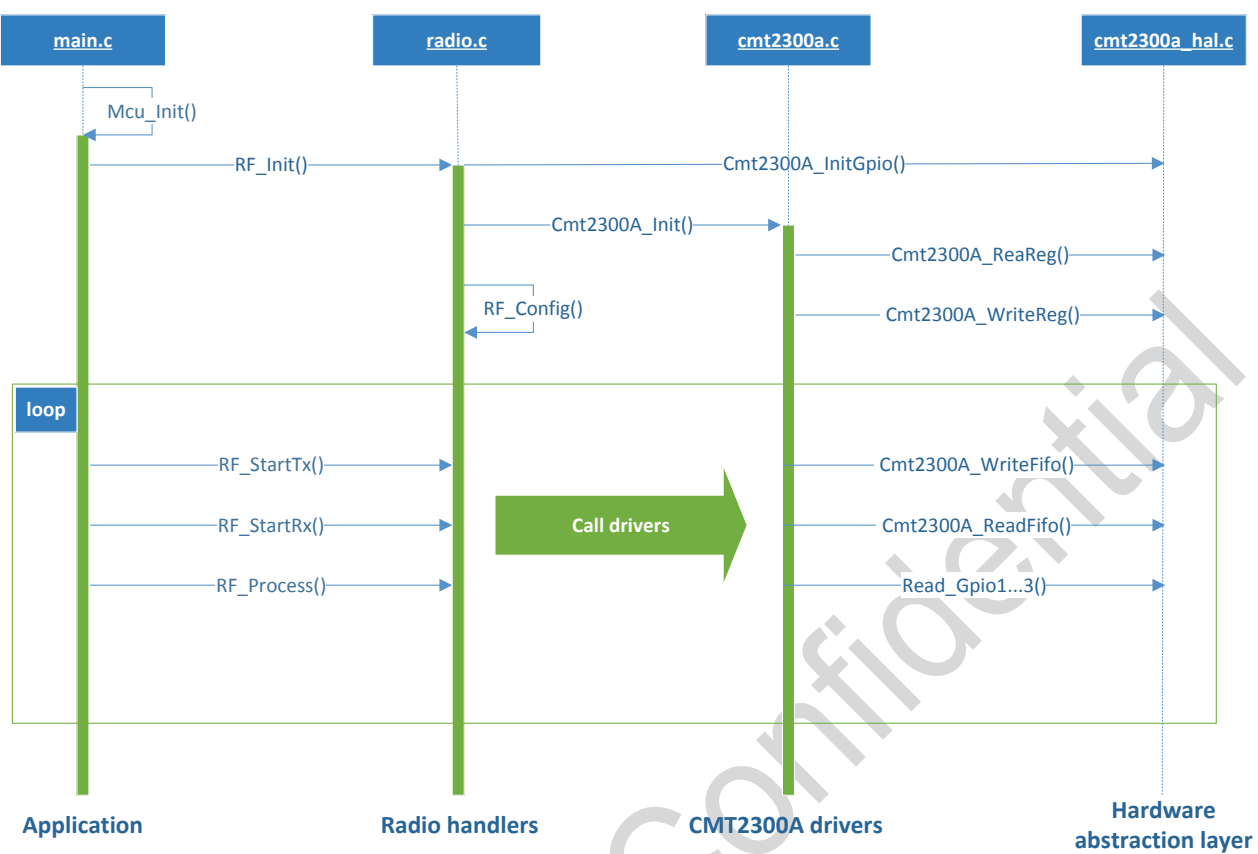 main.c
radio.c
cmt2300a.c
cmt2300a_hal.c
Mcu_Init()
RF_Init()
Cmt2300A_InitGpio()
Cmt2300A_Init()
Cmt2300A_ReaReg()
RF_Config()
Cmt2300A_WriteReg()
loop
RF_StartTx()
Cmt2300A_WriteFifo()
RF_StartRx()
Call drivers
Cmt2300A_ReadFifo()
RF_Process()
Read_Gpio1...3()
Application
Radio handlers
CMT2300A drivers
Hardware
abstraction layer
Confidential